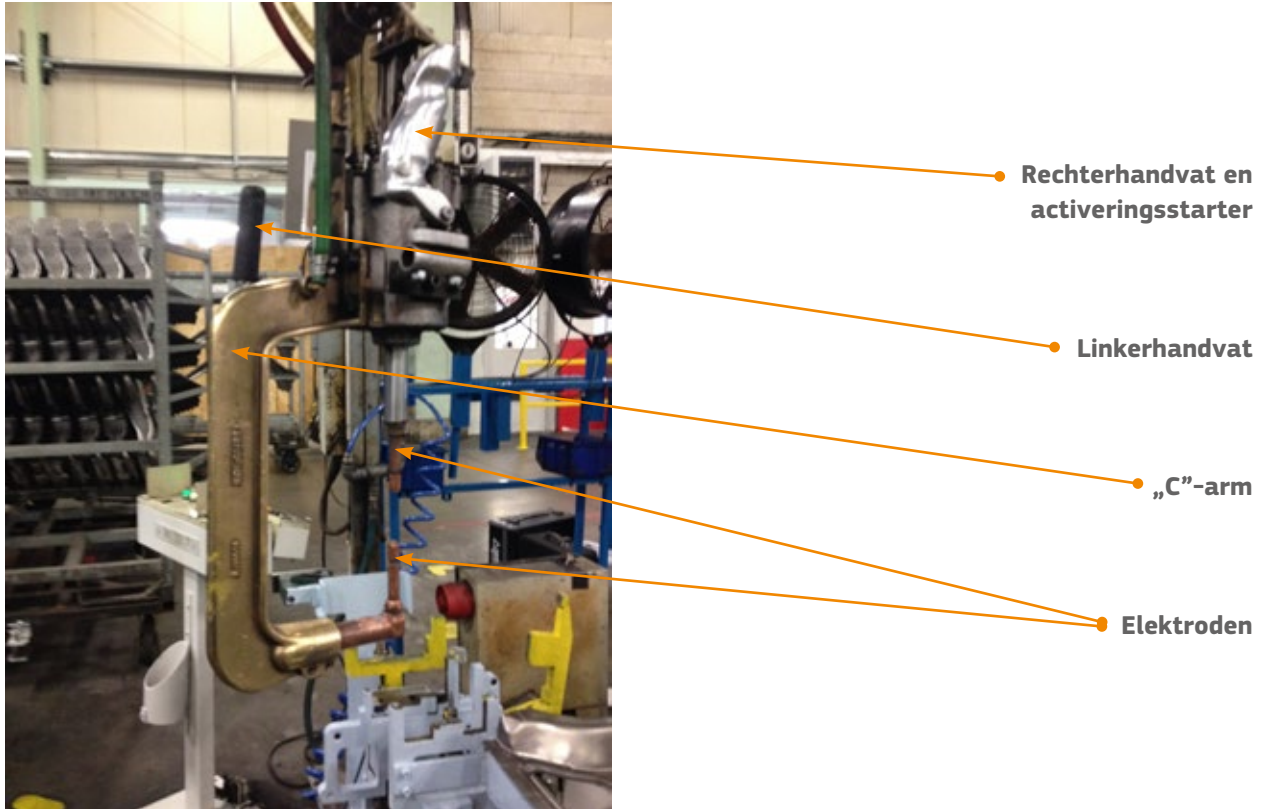 Rechterhandvat en
activeringsstarter
Linkerhandvat
„C”-arm
Elektroden